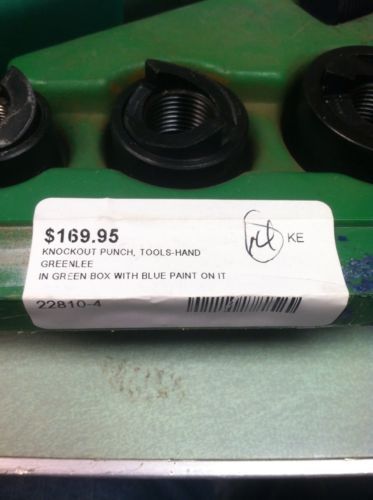 $169.95
KE
KNOCKOUT PUNCH, TOOLS-HAND
GREENLEE
IN GREEN BOX WITH BLUE PAINT ON IT
22810-4